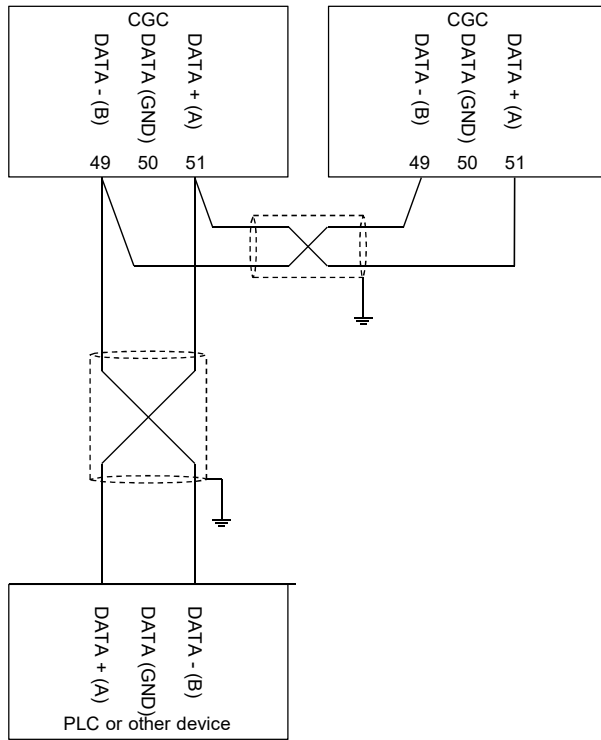 CGC
DATA - (B)
DATA (GND)
DATA + (A)
49 50 51
CGC
DATA - (B)
DATA (GND)
DATA + (A)
49 50 51
DATA + (A)
DATA (GND)
DATA - (B)
PLC or other device